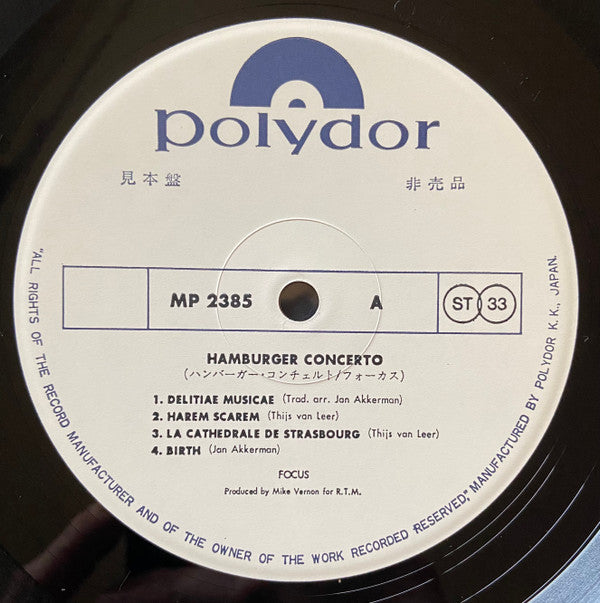 polydor
見本盤
非売品
MP 2385
A
ST 33
HAMBURGER CONCERTO
(ハンバーガー・コンチェルト/フォーカス)
1. DELITIAE MUSICAE (Trad. arr. Jan Akkerman)
2. HAREM SCAREM (Thijs van Leer)
3. LA CATHEDRALE DE STRASBOURG (Thijs van Leer)
4. BIRTH (Jan Akkerman)
FOCUS
Produced by Mike Vernon for R.T.M.
"ALL RIGHTS OF THE RECORD MANUFACTURER AND OF THE OWNER OF THE WORK RECORDED RESERVED," MANUFACTURED BY POLYDOR K.K., JAPAN.